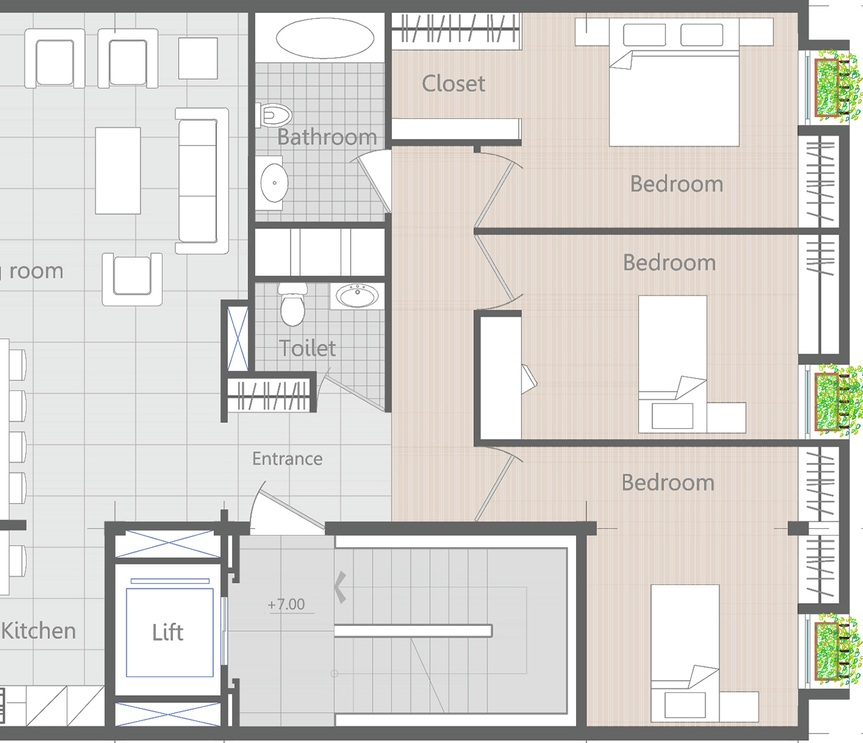 Closet
Bathroom
Bedroom
Bedroom
room
Toilet
Entrance
Bedroom
+7.00
Kitchen
Lift